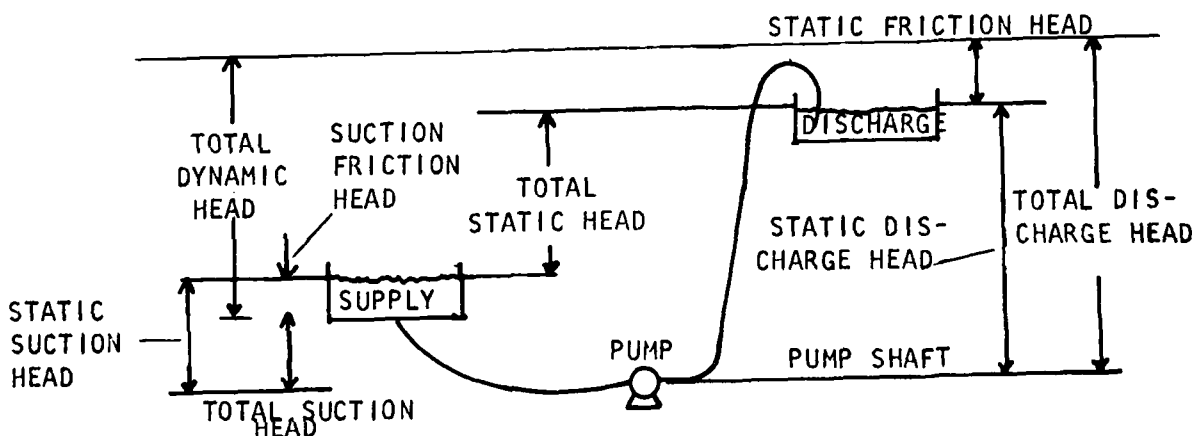 STATIC FRICTION HEAD
TOTAL
DYNAMIC
HEAD
SUCTION
FRICTION
HEAD
TOTAL
STATIC HEAD
DISCHARGE
STATIC DIS-
CHARGE HEAD
TOTAL DIS-
CHARGE HEAD
STATIC
SUCTION
HEAD
SUPPLY
PUMP
PUMP SHAFT
TOTAL SUCTION
HEAD